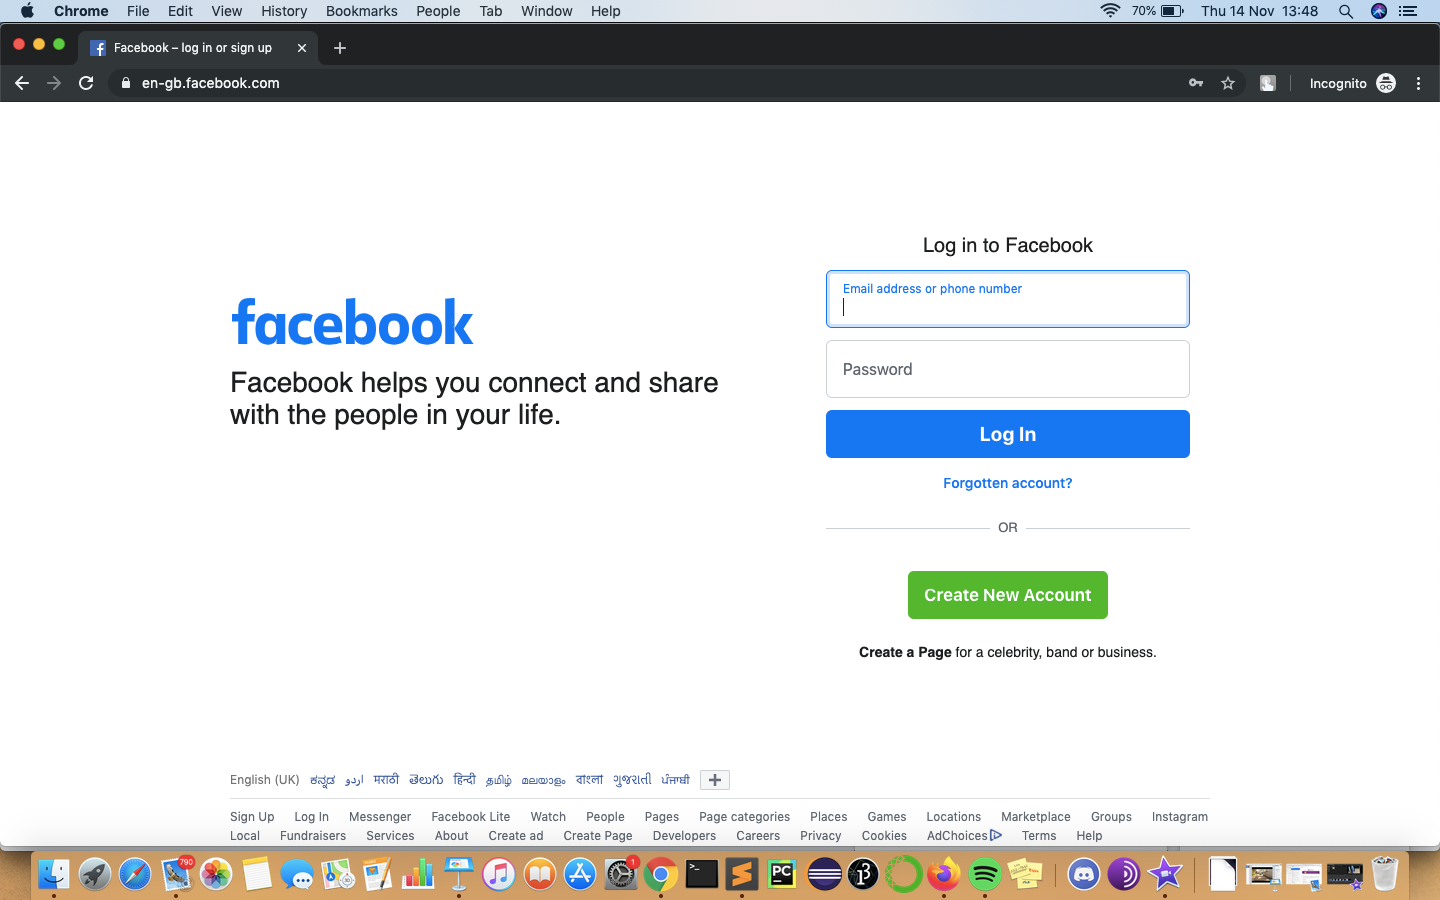 Chrome File Edit View History Bookmarks People Tab Window Help 70% Thu 14 Nov 13:48
Facebook – log in or sign up
en-gb.facebook.com Incognito
Log in to Facebook
Email address or phone number
facebook
Facebook helps you connect and share
with the people in your life.
Password
Log In
Forgotten account?
OR
Create New Account
Create a Page for a celebrity, band or business.
English (UK) ಕನ್ನಡ اردو मराठी తెలుగు हिन्दी தமிழ் മലയാളം বাংলা ગુજરાતી ਪੰਜਾਬੀ
Sign Up Log In Messenger Facebook Lite Watch People Pages Page categories Places Games Locations Marketplace Groups Instagram
Local Fundraisers Services About Create ad Create Page Developers Careers Privacy Cookies AdChoices Terms Help
790
1
PC